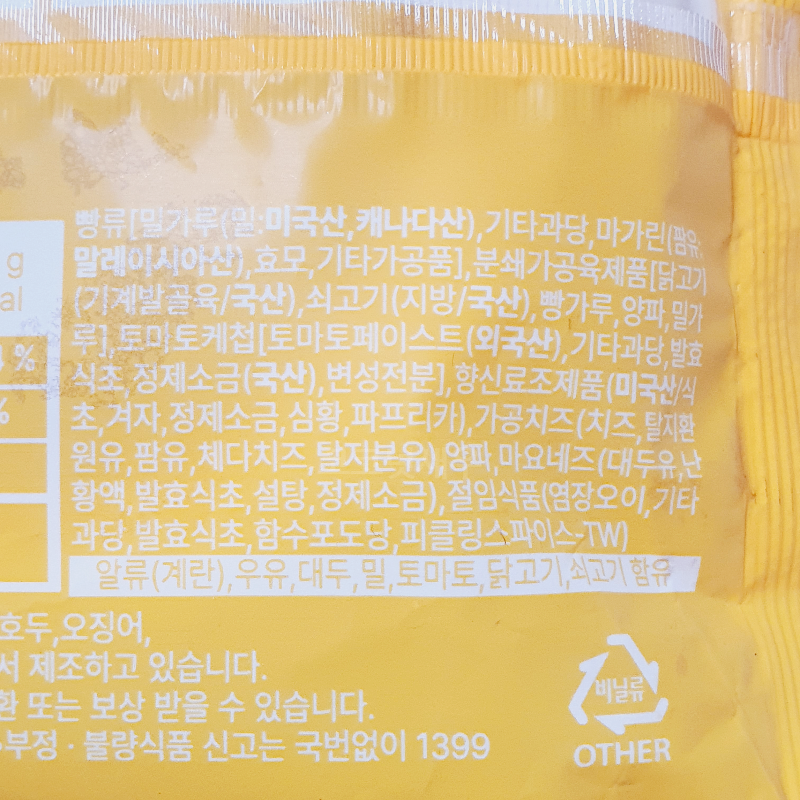 빵류[밀가루(밀:미국산,캐나다산),기타과당,마가린(팜유:
말레이시아산),효모,기타가공품],분쇄가공육제품[닭고기
(기계발골육/국산),쇠고기(지방/국산),빵가루,양파,밀가
루],토마토케첩[토마토페이스트(외국산),기타과당,발효
식초,정제소금(국산),변성전분],향신료조제품(미국산/식
초,겨자,정제소금,심황,파프리카),가공치즈(치즈,탈지환
원유,팜유,체다치즈,탈지분유),양파,마요네즈(대두유,난
황액,발효식초,설탕,정제소금),절임식품(염장오이,기타
과당,발효식초,함수포도당,피클링스파이스-TW)
알류(계란),우유,대두,밀,토마토,닭고기,쇠고기 함유
g
al
%
%
호두,오징어,
서 제조하고 있습니다.
환 또는 보상 받을 수 있습니다.
·부정 · 불량식품 신고는 국번없이 1399
비닐류
OTHER